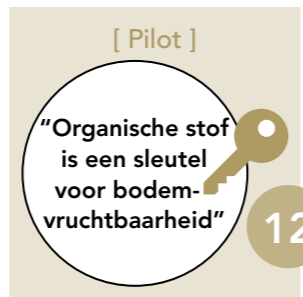 [ Pilot ]
“Organische stof
is een sleutel
voor bodem-
vruchtbaarheid”
12